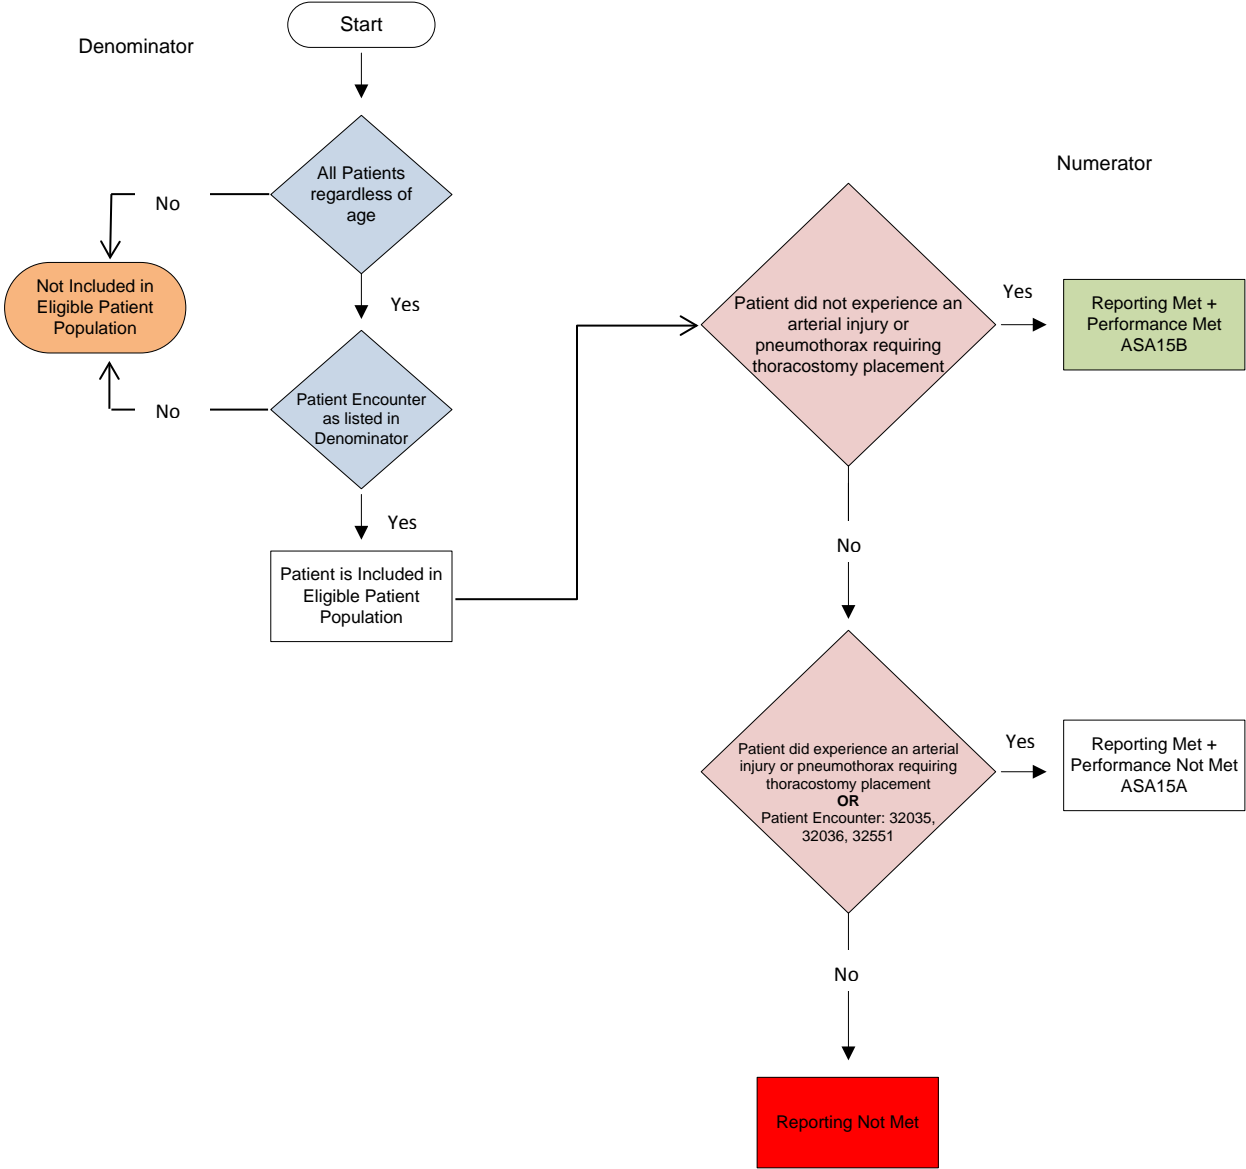 Start
Denominator
All Patients
regardless of
age
No
Not Included in
Eligible Patient
Population
Yes
Patient Encounter
as listed in
Denominator
No
Yes
Patient is Included in
Eligible Patient
Population
Numerator
Patient did not experience an
arterial injury or
pneumothorax requiring
thoracostomy placement
Yes
Reporting Met +
Performance Met
ASA15B
No
Patient did experience an arterial
injury or pneumothorax requiring
thoracostomy placement
OR
Patient Encounter: 32035,
32036, 32551
Yes
Reporting Met +
Performance Not Met
ASA15A
No
Reporting Not Met